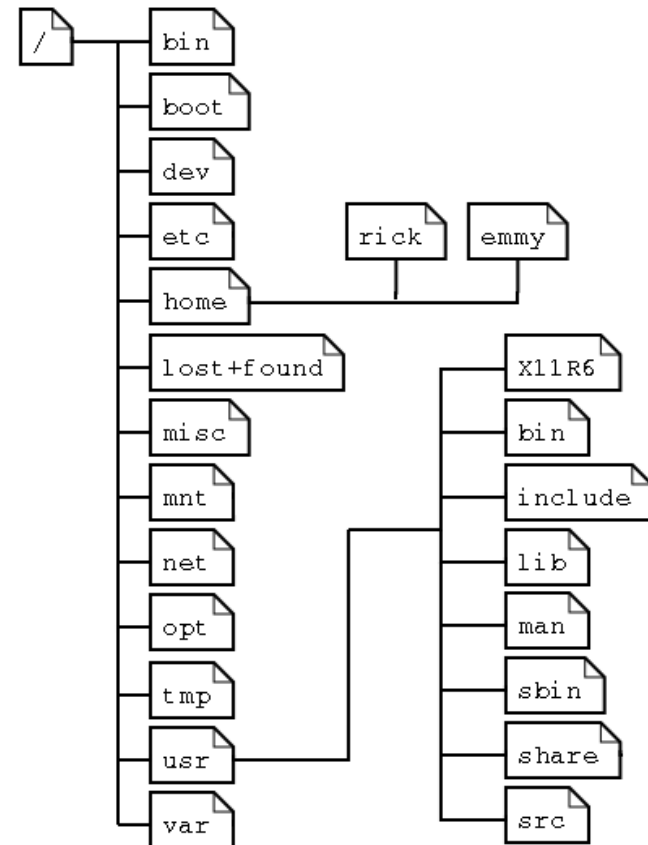 /
bin
boot
dev
etc
rick
emmy
home
lost+found
X11R6
misc
bin
mnt
include
net
lib
opt
man
tmp
sbin
usr
share
var
src